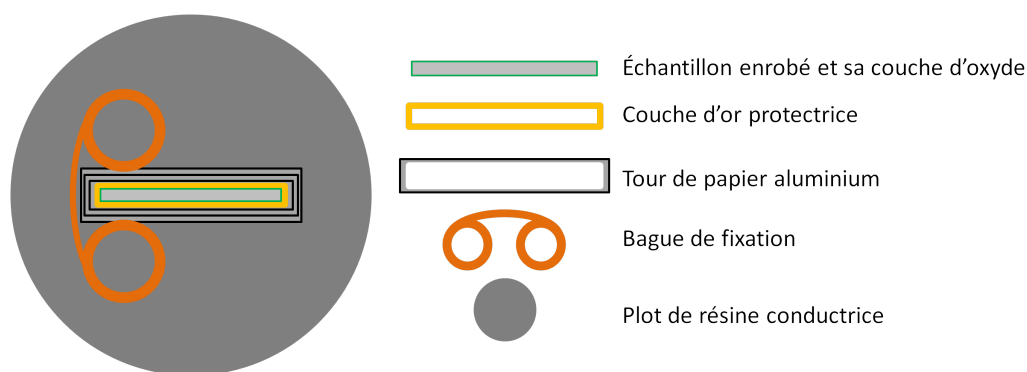 Échantillon enrobé et sa couche d'oxyde
Couche d'or protectrice
Tour de papier aluminium
Bague de fixation
Plot de résine conductrice